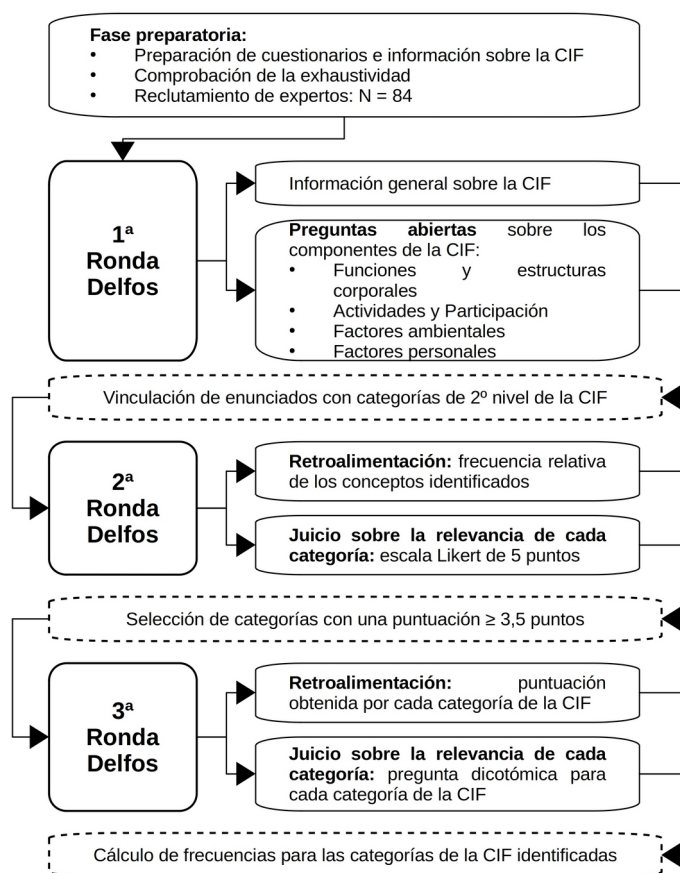 Fase preparatoria:
• Preparación de cuestionarios e información sobre la CIF
• Comprobación de la exhaustividad
• Reclutamiento de expertos: N = 84
1ª
Ronda
Delfos
Información general sobre la CIF
Preguntas abiertas sobre los
componentes de la CIF:
• Funciones y estructuras
corporales
• Actividades y Participación
• Factores ambientales
• Factores personales
Vinculación de enunciados con categorías de 2º nivel de la CIF
2ª
Ronda
Delfos
Retroalimentación: frecuencia relativa
de los conceptos identificados
Juicio sobre la relevancia de cada
categoría: escala Likert de 5 puntos
Selección de categorías con una puntuación ≥ 3,5 puntos
3ª
Ronda
Delfos
Retroalimentación: puntuación
obtenida por cada categoría de la CIF
Juicio sobre la relevancia de cada
categoría: pregunta dicotómica para
cada categoría de la CIF
Cálculo de frecuencias para las categorías de la CIF identificadas